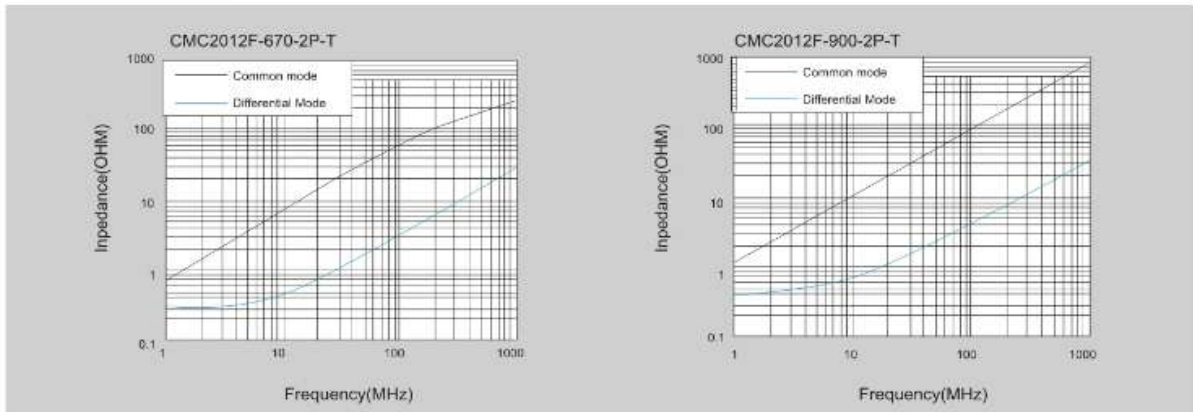 CMC2012F-670-2P-T
1000
Common mode
Differential Mode
100
10
1
0.1
Inpedance(OHM)
1 10 100 1000
Frequency(MHz)
CMC2012F-900-2P-T
1000
Common mode
Differential Mode
100
10
1
0.1
Inpedance(OHM)
1 10 100 1000
Frequency(MHz)